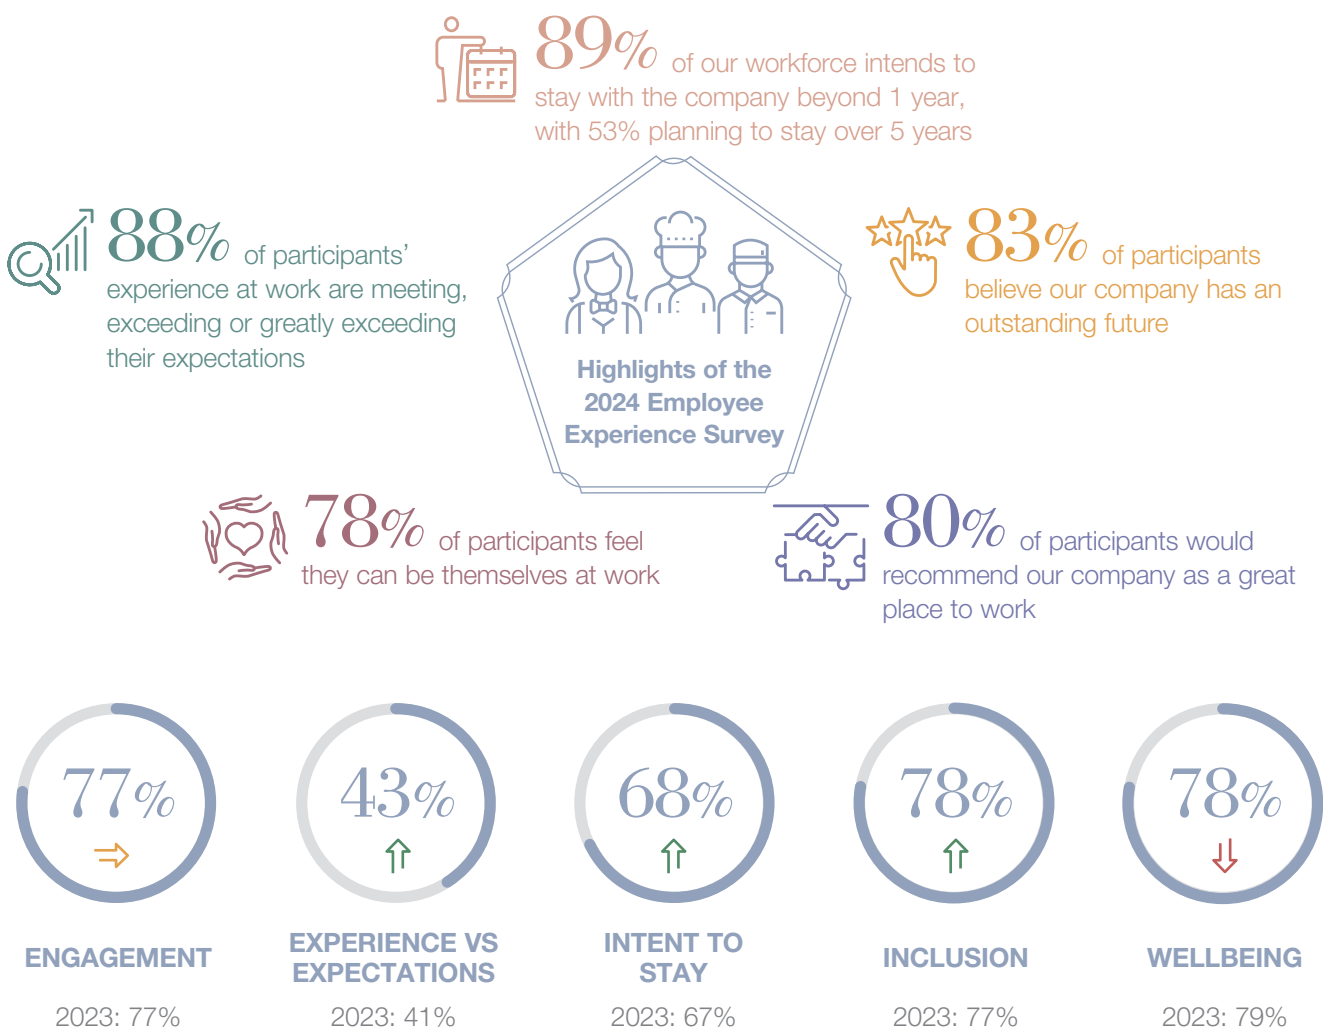 89% of our workforce intends to
stay with the company beyond 1 year,
with 53% planning to stay over 5 years
88% of participants’
experience at work are meeting,
exceeding or greatly exceeding
their expectations
83% of participants
believe our company has an
outstanding future
Highlights of the
2024 Employee
Experience Survey
78% of participants feel
they can be themselves at work
80% of participants would
recommend our company as a great
place to work
77%
ENGAGEMENT
2023: 77%
43%
EXPERIENCE VS
EXPECTATIONS
2023: 41%
68%
INTENT TO
STAY
2023: 67%
78%
INCLUSION
2023: 77%
78%
WELLBEING
2023: 79%